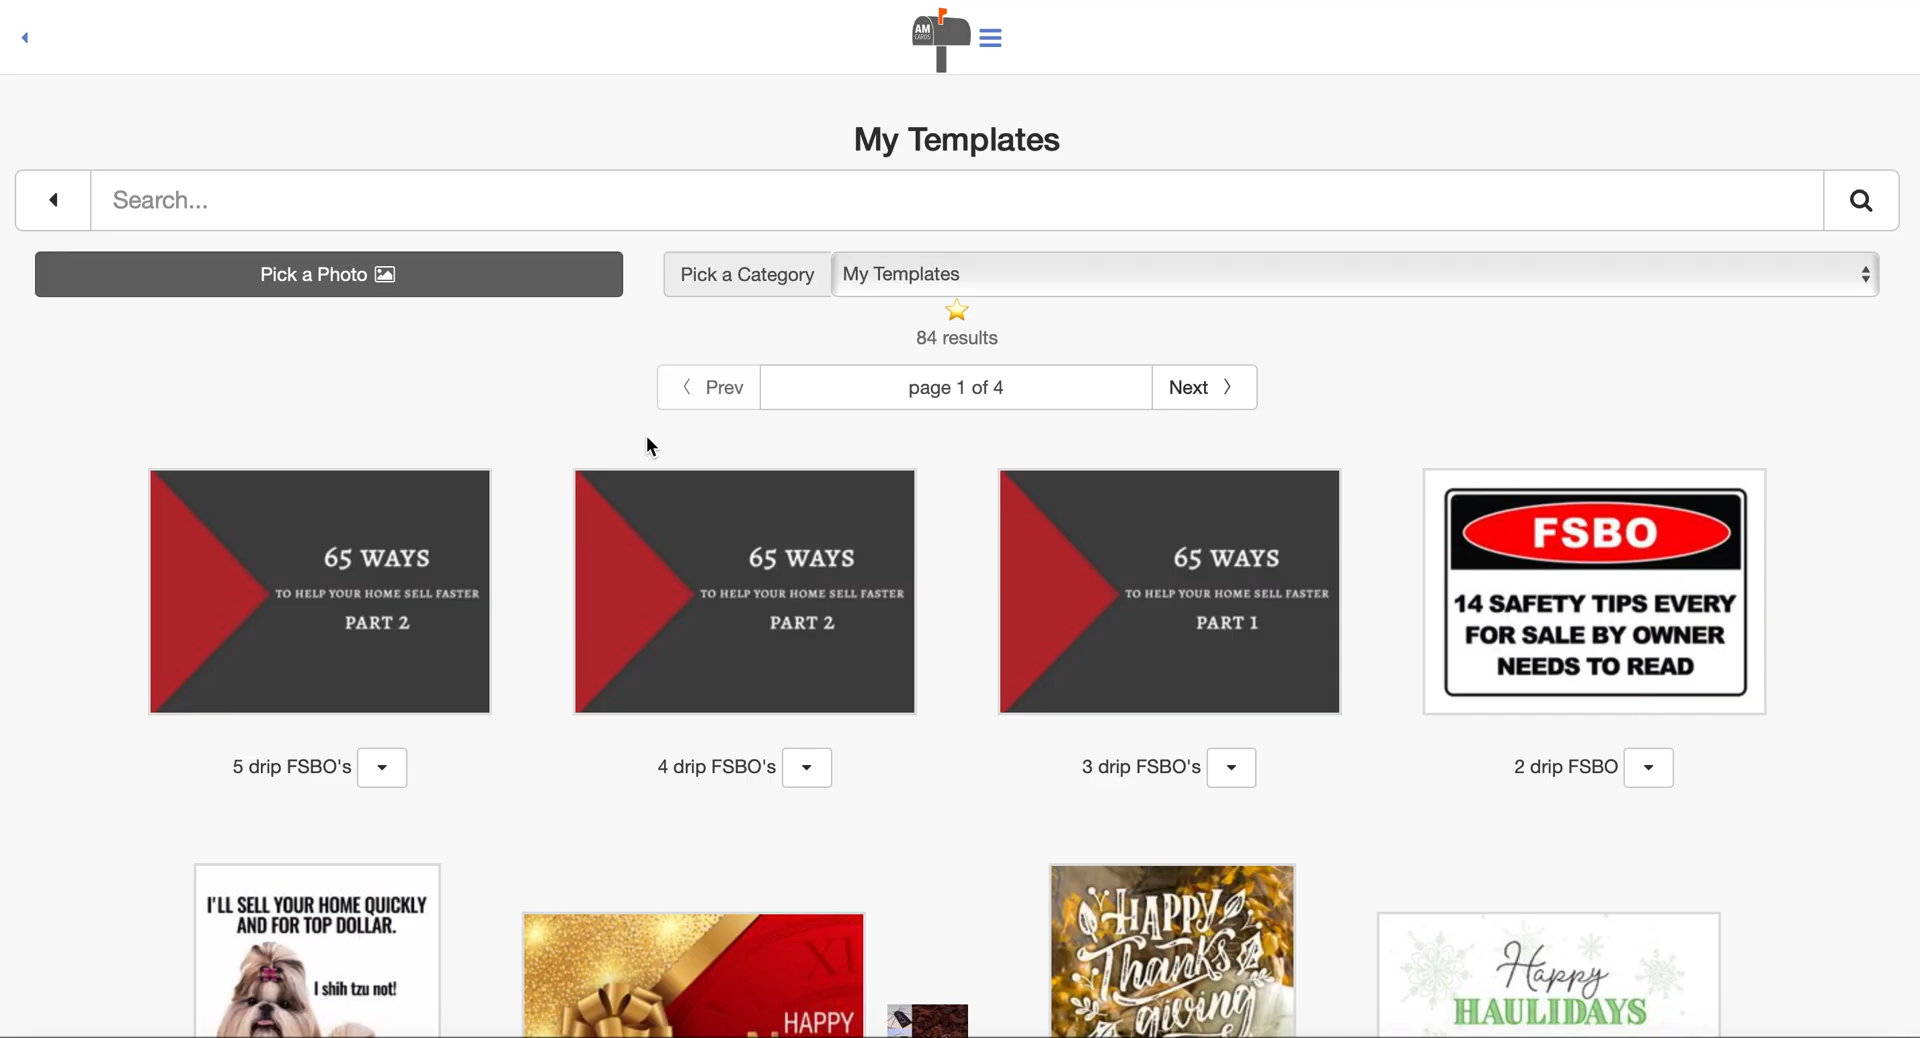 AM
CARDS
My Templates
Search...
Pick a Photo
Pick a Category
My Templates
84 results
Prev
page 1 of 4
Next
65 WAYS
TO HELP YOUR HOME SELL FASTER
PART 2
65 WAYS
TO HELP YOUR HOME SELL FASTER
PART 2
65 WAYS
TO HELP YOUR HOME SELL FASTER
PART 1
FSBO
14 SAFETY TIPS EVERY
FOR SALE BY OWNER
NEEDS TO READ
5 drip FSBO's
4 drip FSBO's
3 drip FSBO's
2 drip FSBO
I'LL SELL YOUR HOME QUICKLY
AND FOR TOP DOLLAR.
I shih tzu not!
XI
HAPPY
HAPPY
Thanks
giving
Happy
HAULIDAYS